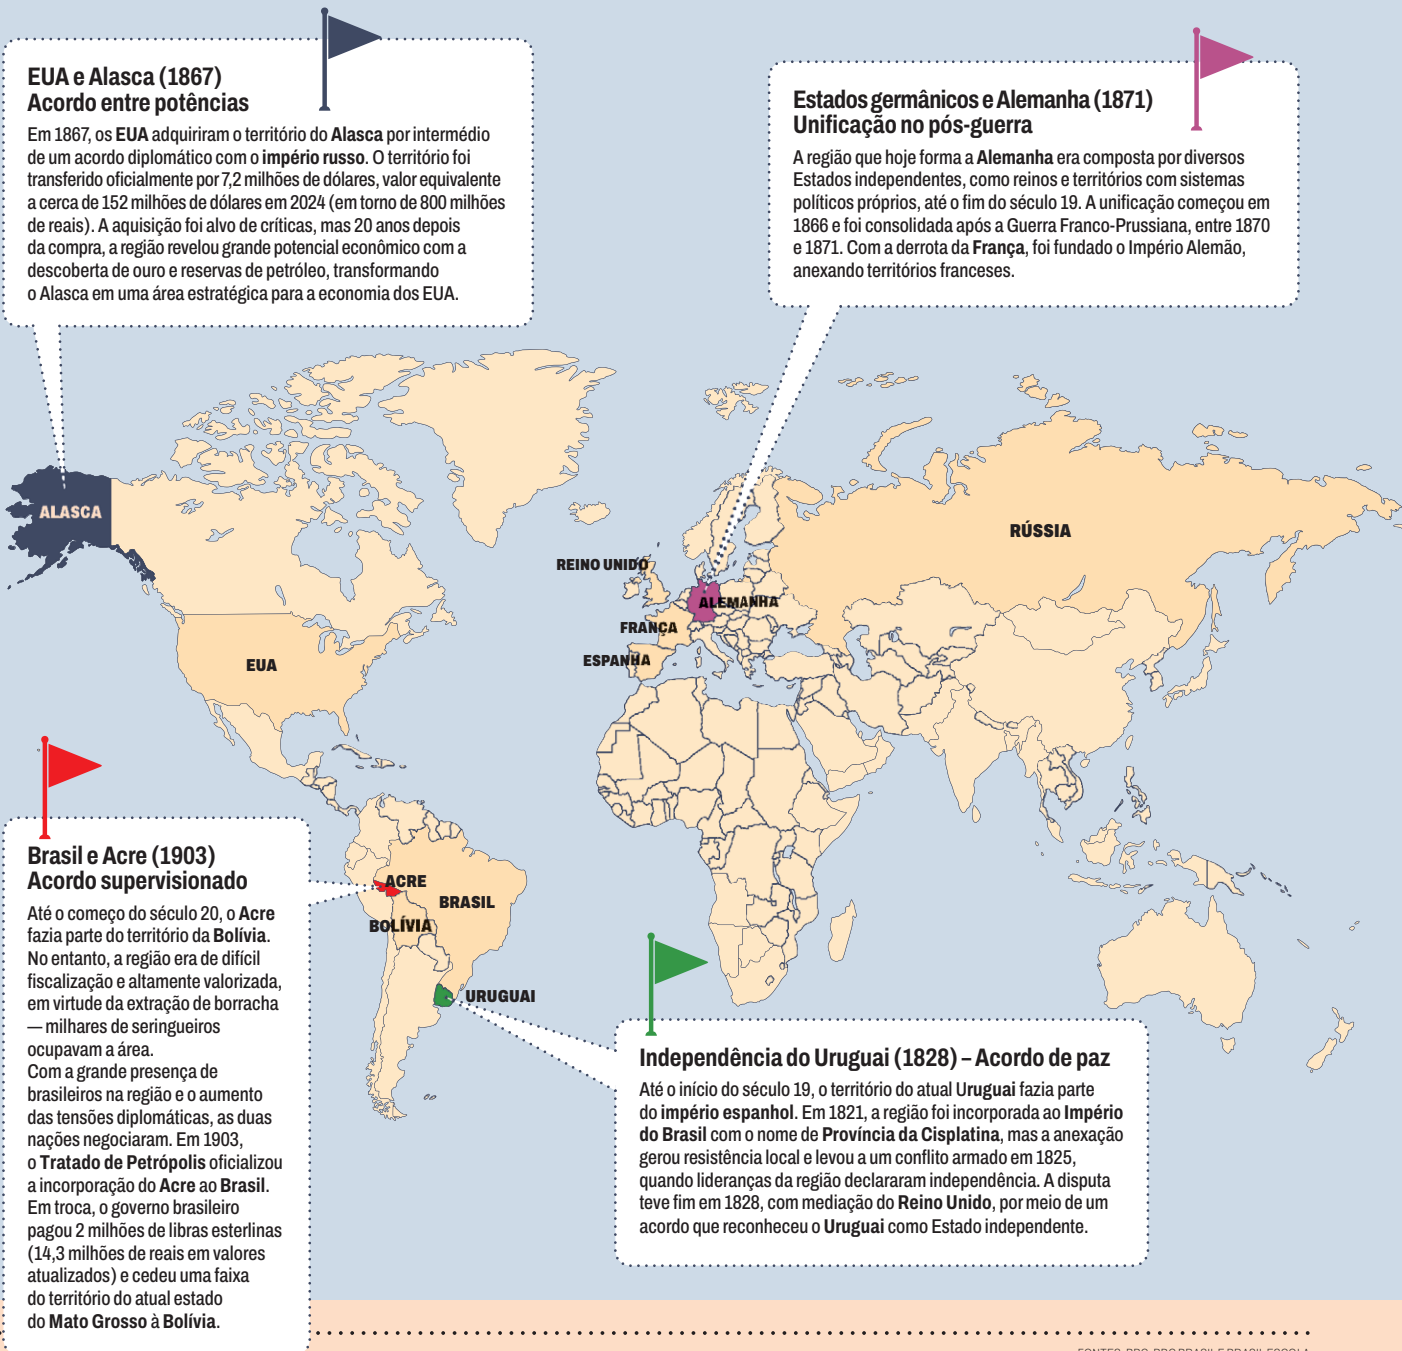 EUA e Alasca (1867)
Acordo entre potências
Em 1867, os EUA adquiriram o território do Alasca por intermédio
de um acordo diplomático com o império russo. O território foi
transferido oficialmente por 7,2 milhões de dólares, valor equivalente
a cerca de 152 milhões de dólares em 2024 (em torno de 800 milhões
de reais). A aquisição foi alvo de críticas, mas 20 anos depois
da compra, a região revelou grande potencial econômico com a
descoberta de ouro e reservas de petróleo, transformando
o Alasca em uma área estratégica para a economia dos EUA.
Estados germânicos e Alemanha (1871)
Unificação no pós-guerra
A região que hoje forma a Alemanha era composta por diversos
Estados independentes, como reinos e territórios com sistemas
políticos próprios, até o fim do século 19. A unificação começou em
1866 e foi consolidada após a Guerra Franco-Prussiana, entre 1870
e 1871. Com a derrota da França, foi fundado o Império Alemão,
anexando territórios franceses.
ALASCA
RÚSSIA
REINO UNIDO
ALEMANHA
FRANÇA
ESPANHA
EUA
ACRE
BRASIL
BOLÍVIA
URUGUAI
Brasil e Acre (1903)
Acordo supervisionado
Até o começo do século 20, o Acre
fazia parte do território da Bolívia.
No entanto, a região era de difícil
fiscalização e altamente valorizada,
em virtude da extração de borracha
— milhares de seringueiros
ocupavam a área.
Com a grande presença de
brasileiros na região e o aumento
das tensões diplomáticas, as duas
nações negociaram. Em 1903,
o Tratado de Petrópolis oficializou
a incorporação do Acre ao Brasil.
Em troca, o governo brasileiro
pagou 2 milhões de libras esterlinas
(14,3 milhões de reais em valores
atualizados) e cedeu uma faixa
do território do atual estado
do Mato Grosso à Bolívia.
Independência do Uruguai (1828) – Acordo de paz
Até o início do século 19, o território do atual Uruguai fazia parte
do império espanhol. Em 1821, a região foi incorporada ao Império
do Brasil com o nome de Província da Cisplatina, mas a anexação
gerou resistência local e levou a um conflito armado em 1825,
quando lideranças da região declararam independência. A disputa
teve fim em 1828, com mediação do Reino Unido, por meio de um
acordo que reconheceu o Uruguai como Estado independente.